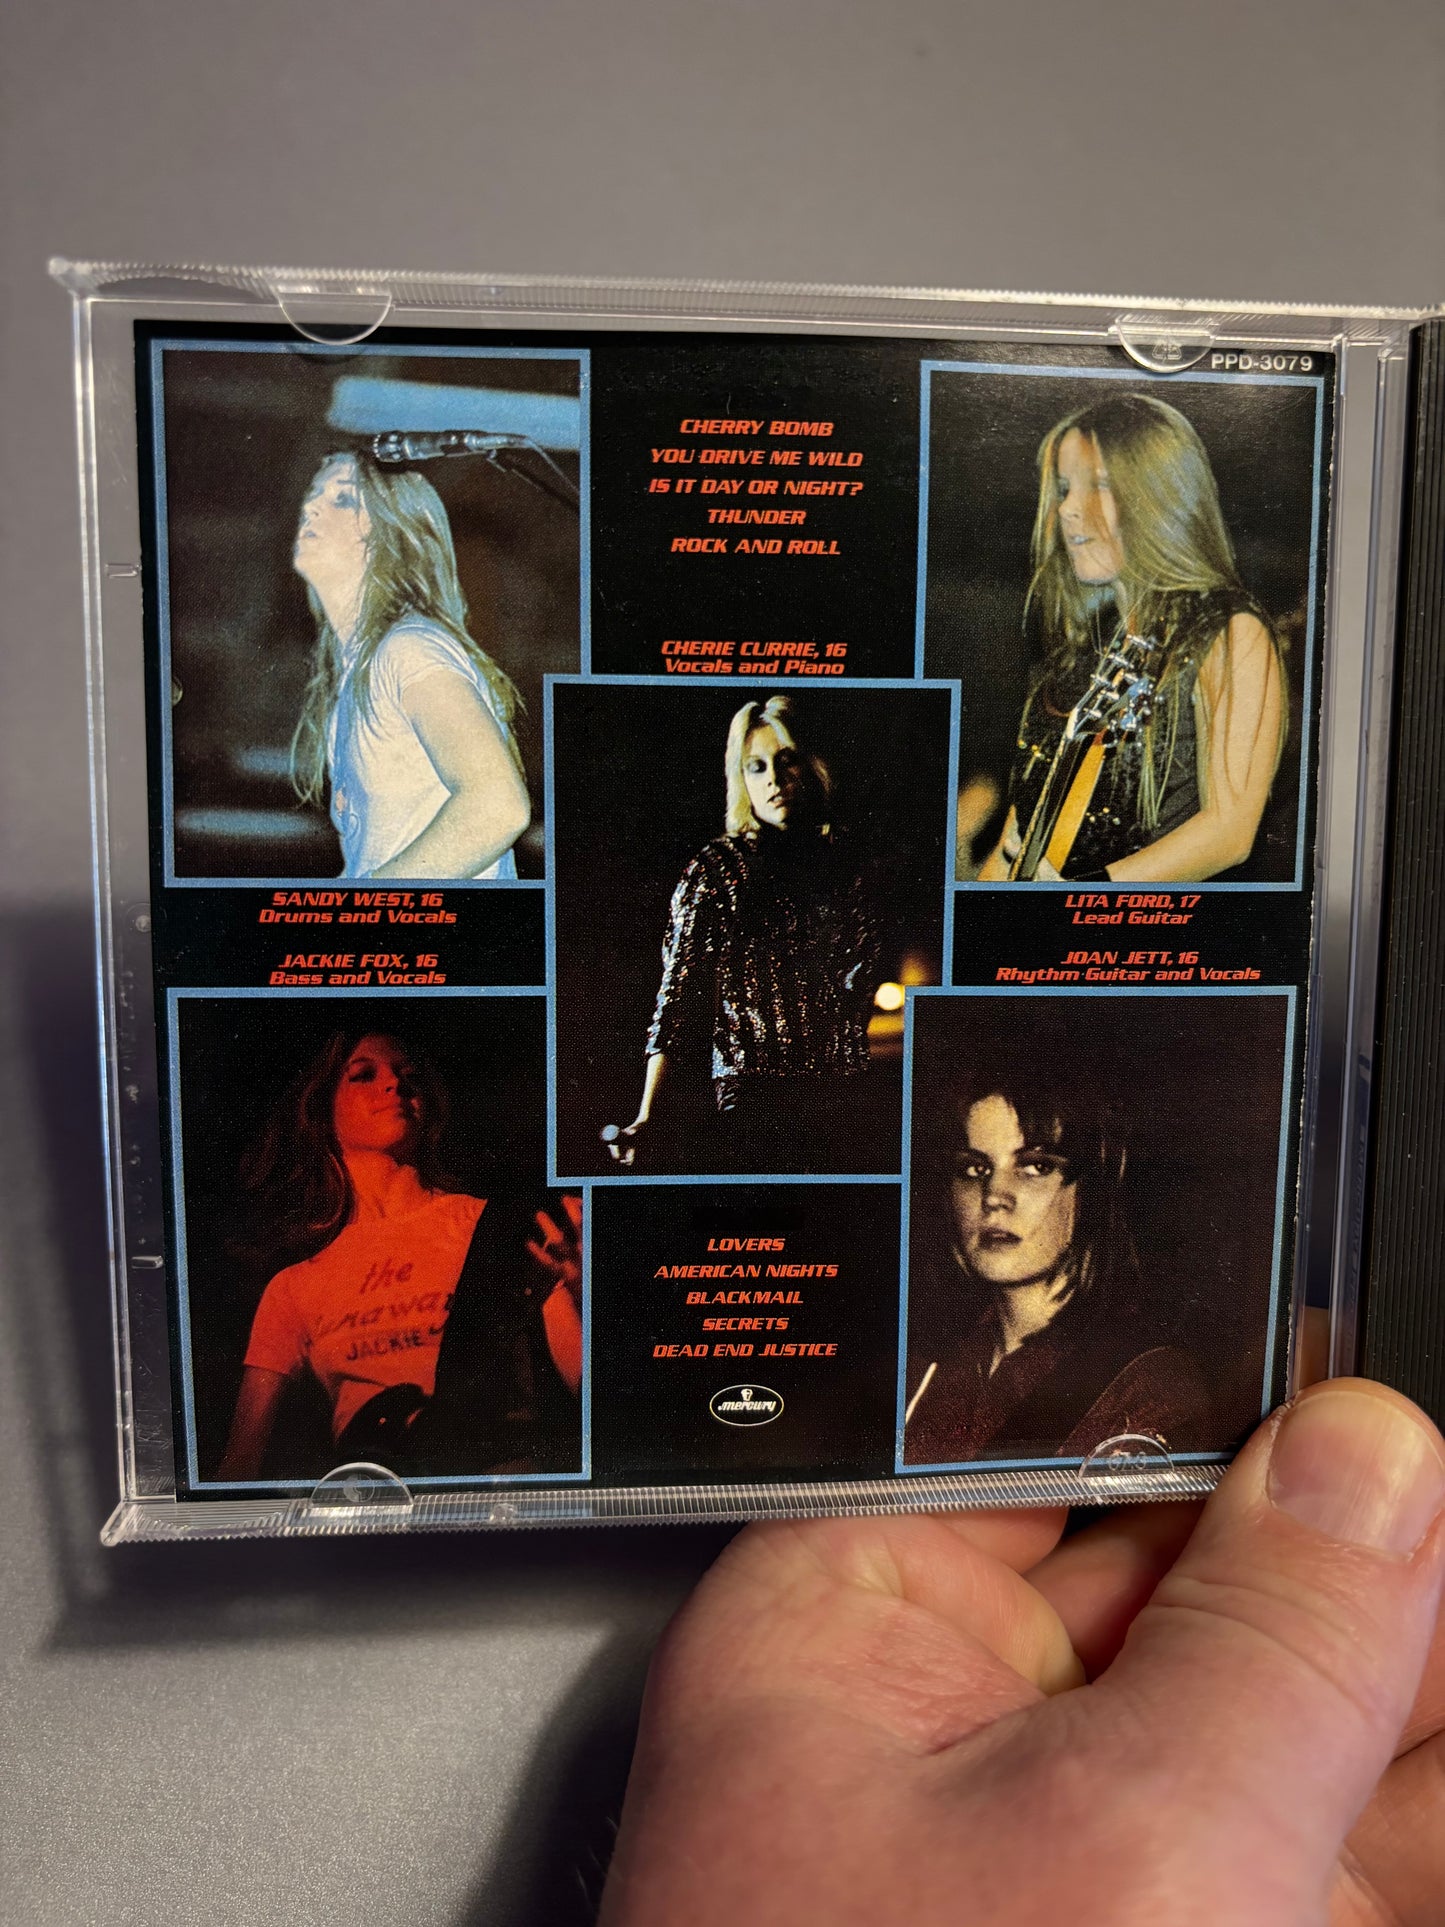 PPD-3079
CHERRY BOMB
YOU DRIVE ME WILD
IS IT DAY OR NIGHT?
THUNDER
ROCK AND ROLL
CHERIE CURRIE, 16
Vocals and Piano
SANDY WEST, 16
Drums and Vocals
LITA FORD, 17
Lead Guitar
JACKIE FOX, 16
Bass and Vocals
JOAN JETT, 16
Rhythm Guitar and Vocals
the
JACKIE
LOVERS
AMERICAN NIGHTS
BLACKMAIL
SECRETS
DEAD END JUSTICE
mercury